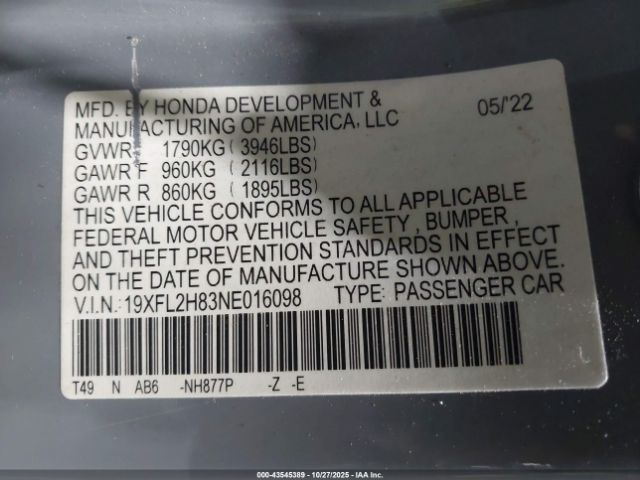 MFD. BY HONDA DEVELOPMENT & 05/'22
MANUFACTURING OF AMERICA, LLC
GVWR 1790KG (3946LBS)
GAWR F 960KG (2116LBS)
GAWR R 860KG (1895LBS)
THIS VEHICLE CONFORMS TO ALL APPLICABLE
FEDERAL MOTOR VEHICLE SAFETY , BUMPER ,
AND THEFT PREVENTION STANDARDS IN EFFECT
ON THE DATE OF MANUFACTURE SHOWN ABOVE.
V.I.N.: 19XFL2H83NE016098 TYPE: PASSENGER CAR
T49 N AB6 -NH877P -Z -E
000-43545389 - 10/27/2025 - IAAI.COM